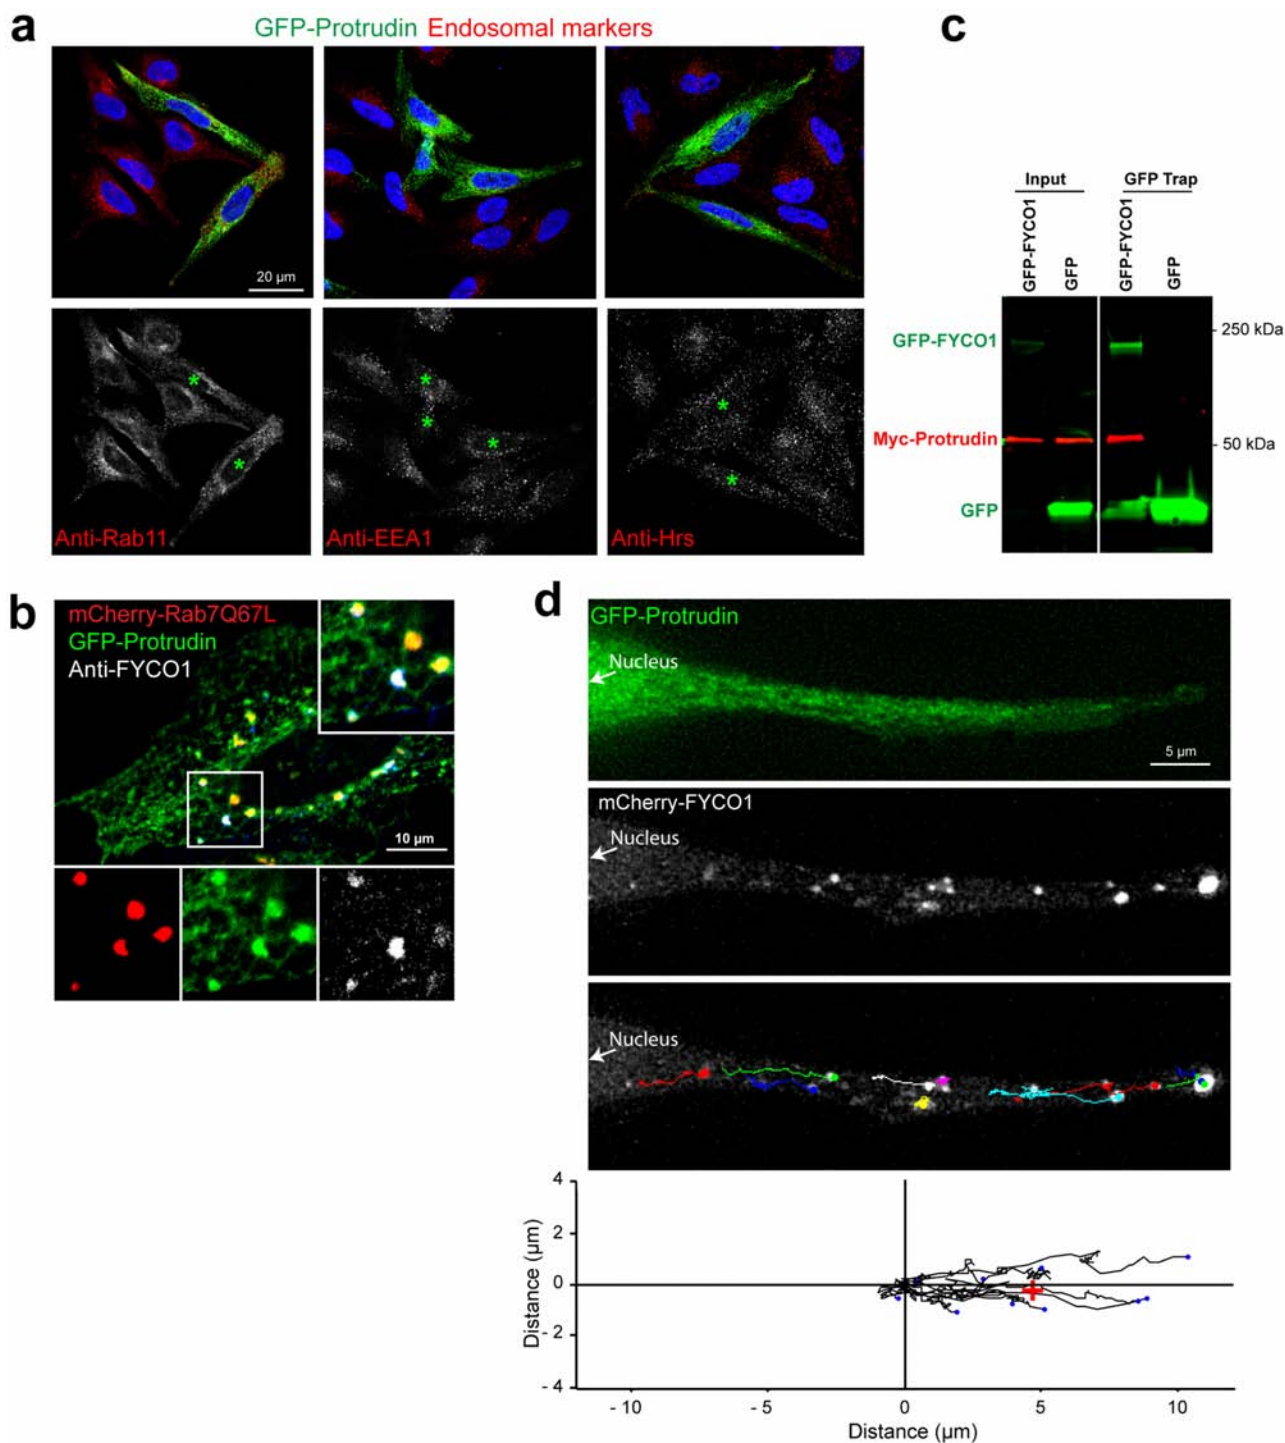 a
GFP-Protrudin Endosomal markers
20 µm
Anti-Rab11
Anti-EEA1
Anti-Hrs
c
Input
GFP Trap
GFP-FYCO1
GFP
GFP-FYCO1
GFP
GFP-FYCO1
250 kDa
Myc-Protrudin
50 kDa
GFP
b
mCherry-Rab7Q67L
GFP-Protrudin
Anti-FYCO1
10 µm
d
GFP-Protrudin
Nucleus
5 µm
mCherry-FYCO1
Nucleus
Nucleus
Distance (µm)
4
2
0
- 2
- 4
- 10
- 5
0
5
10
Distance (µm)